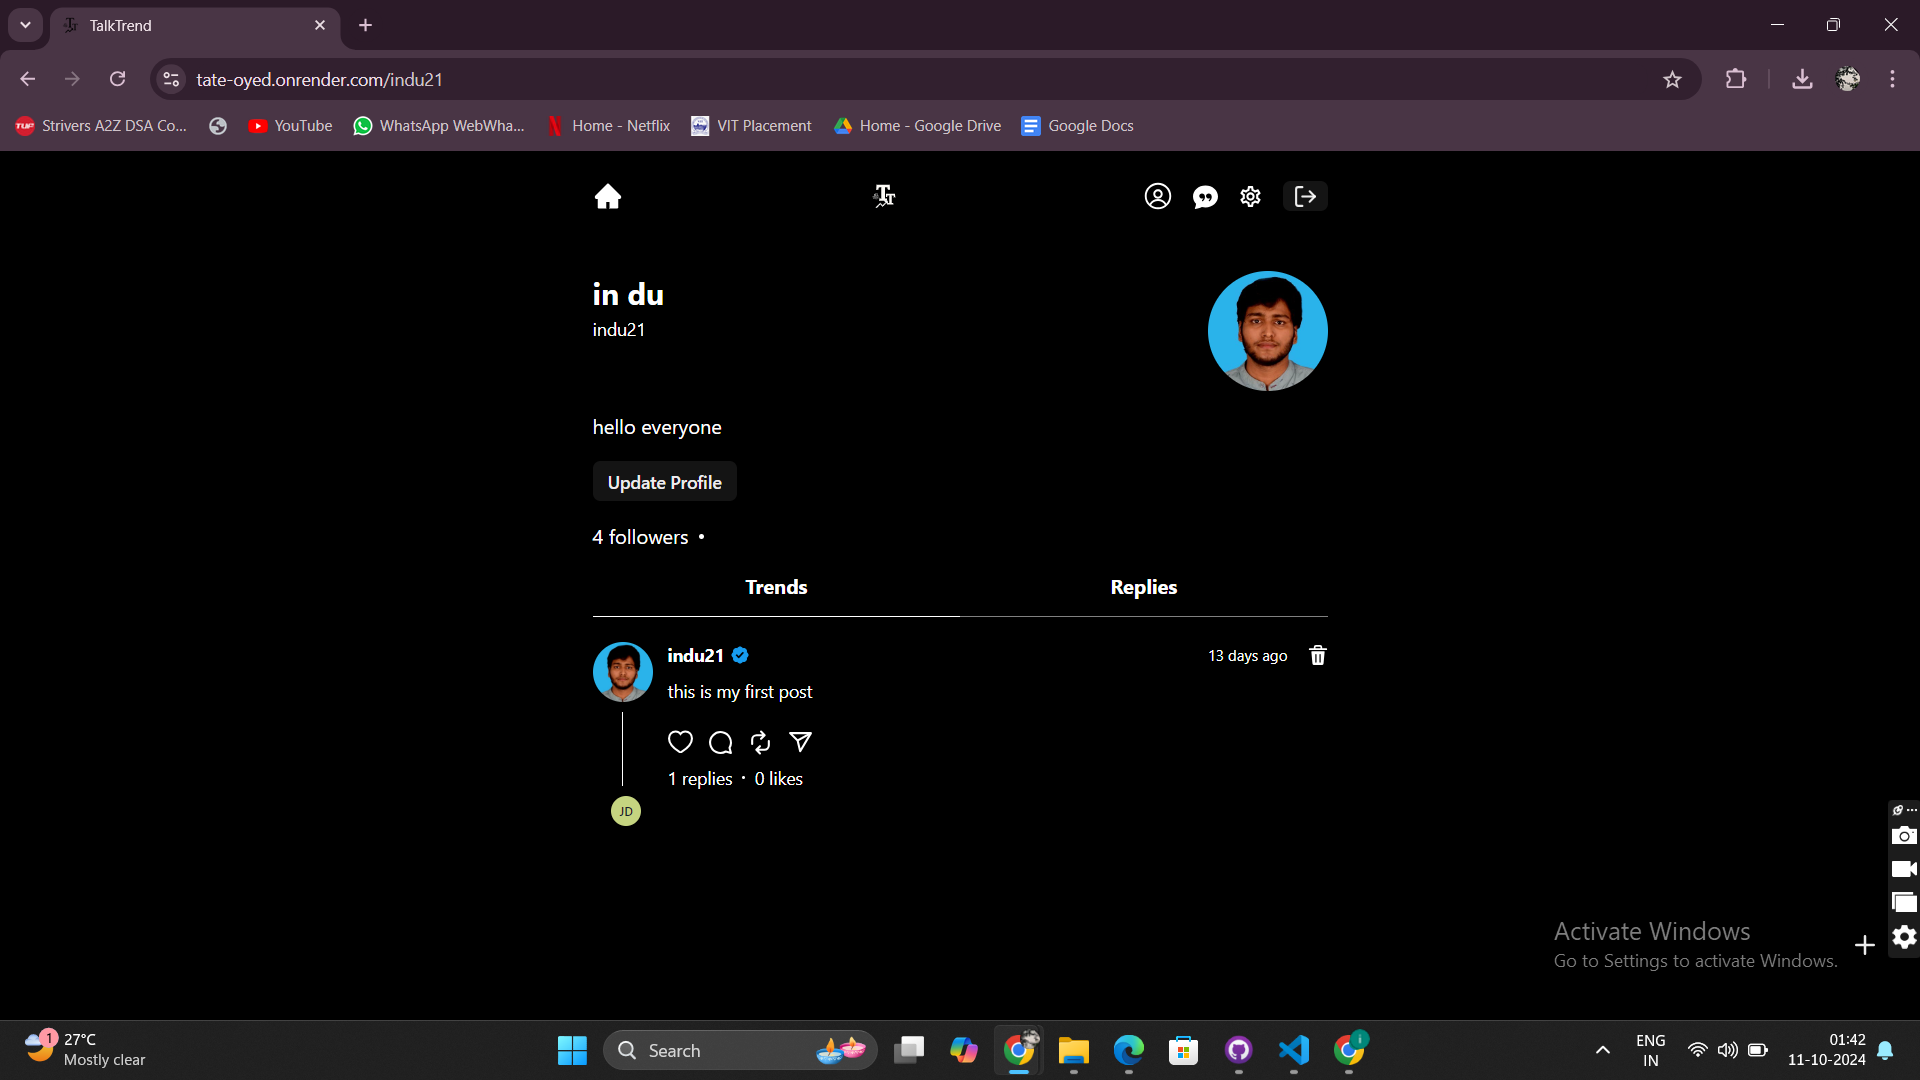 TalkTrend
tate-oyed.onrender.com/indu21
Strivers A2Z DSA Co...
YouTube
WhatsApp WebWha...
Home - Netflix
VIT Placement
Home - Google Drive
Google Docs
in du
indu21
hello everyone
Update Profile
4 followers •
Trends
Replies
indu21
13 days ago
this is my first post
1 replies · 0 likes
JD
Activate Windows
Go to Settings to activate Windows.
1
27°C
Mostly clear
Search
ENG
IN
01:42
11-10-2024